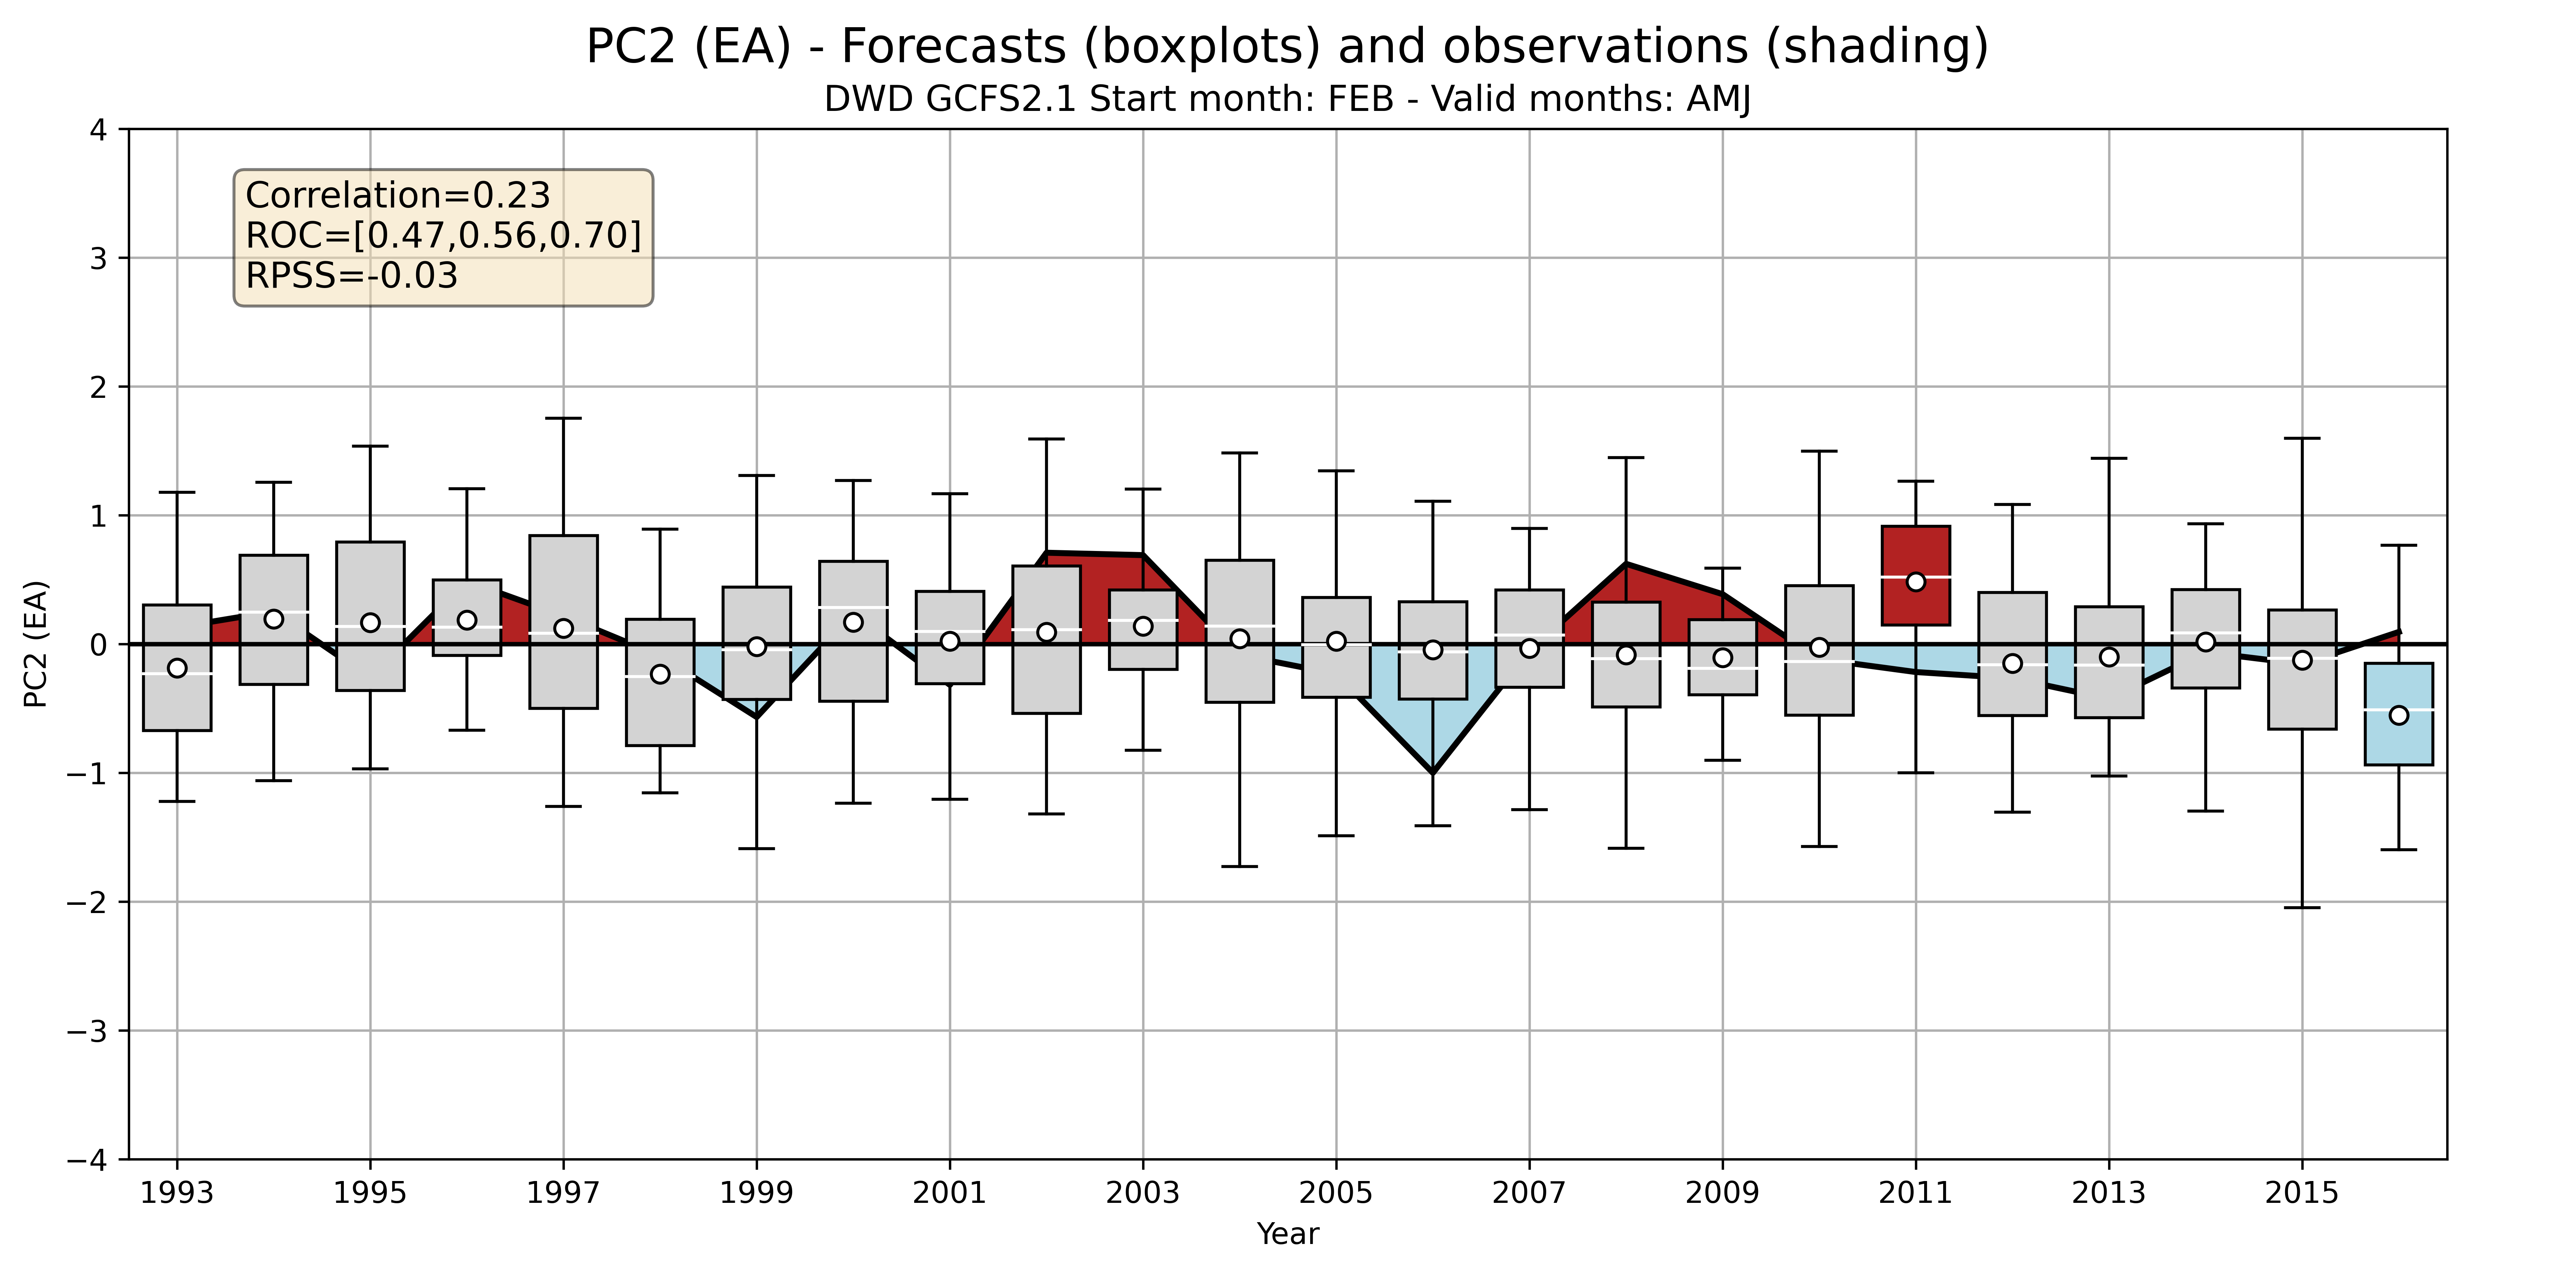 PC2 (EA) - Forecasts (boxplots) and observations (shading)
DWD GCFS2.1 Start month: FEB - Valid months: AMJ
Correlation=0.23
ROC=[0.47,0.56,0.70]
RPSS=-0.03
PC2 (EA)
4
3
2
1
0
−1
−2
−3
−4
1993 1995 1997 1999 2001 2003 2005 2007 2009 2011 2013 2015
Year